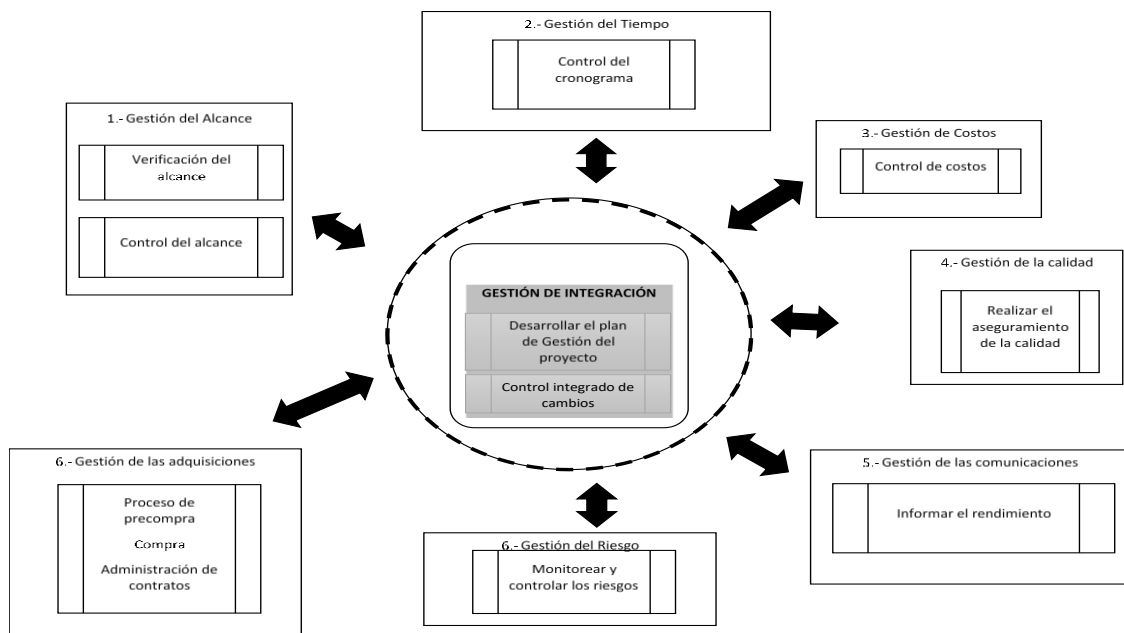 1.- Gestión del Alcance
Verificación del
alcance
Control del alcance
2.- Gestión del Tiempo
Control del
cronograma
3.- Gestión de Costos
Control de costos
4.- Gestión de la calidad
Realizar el
aseguramiento
de la calidad
5.- Gestión de las comunicaciones
Informar el rendimiento
6.- Gestión del Riesgo
Monitorear y
controlar los riesgos
6.- Gestión de las adquisiciones
Proceso de
precompra
Compra
Administración de
contratos
GESTIÓN DE INTEGRACIÓN
Desarrollar el plan
de Gestión del
proyecto
Control integrado de
cambios